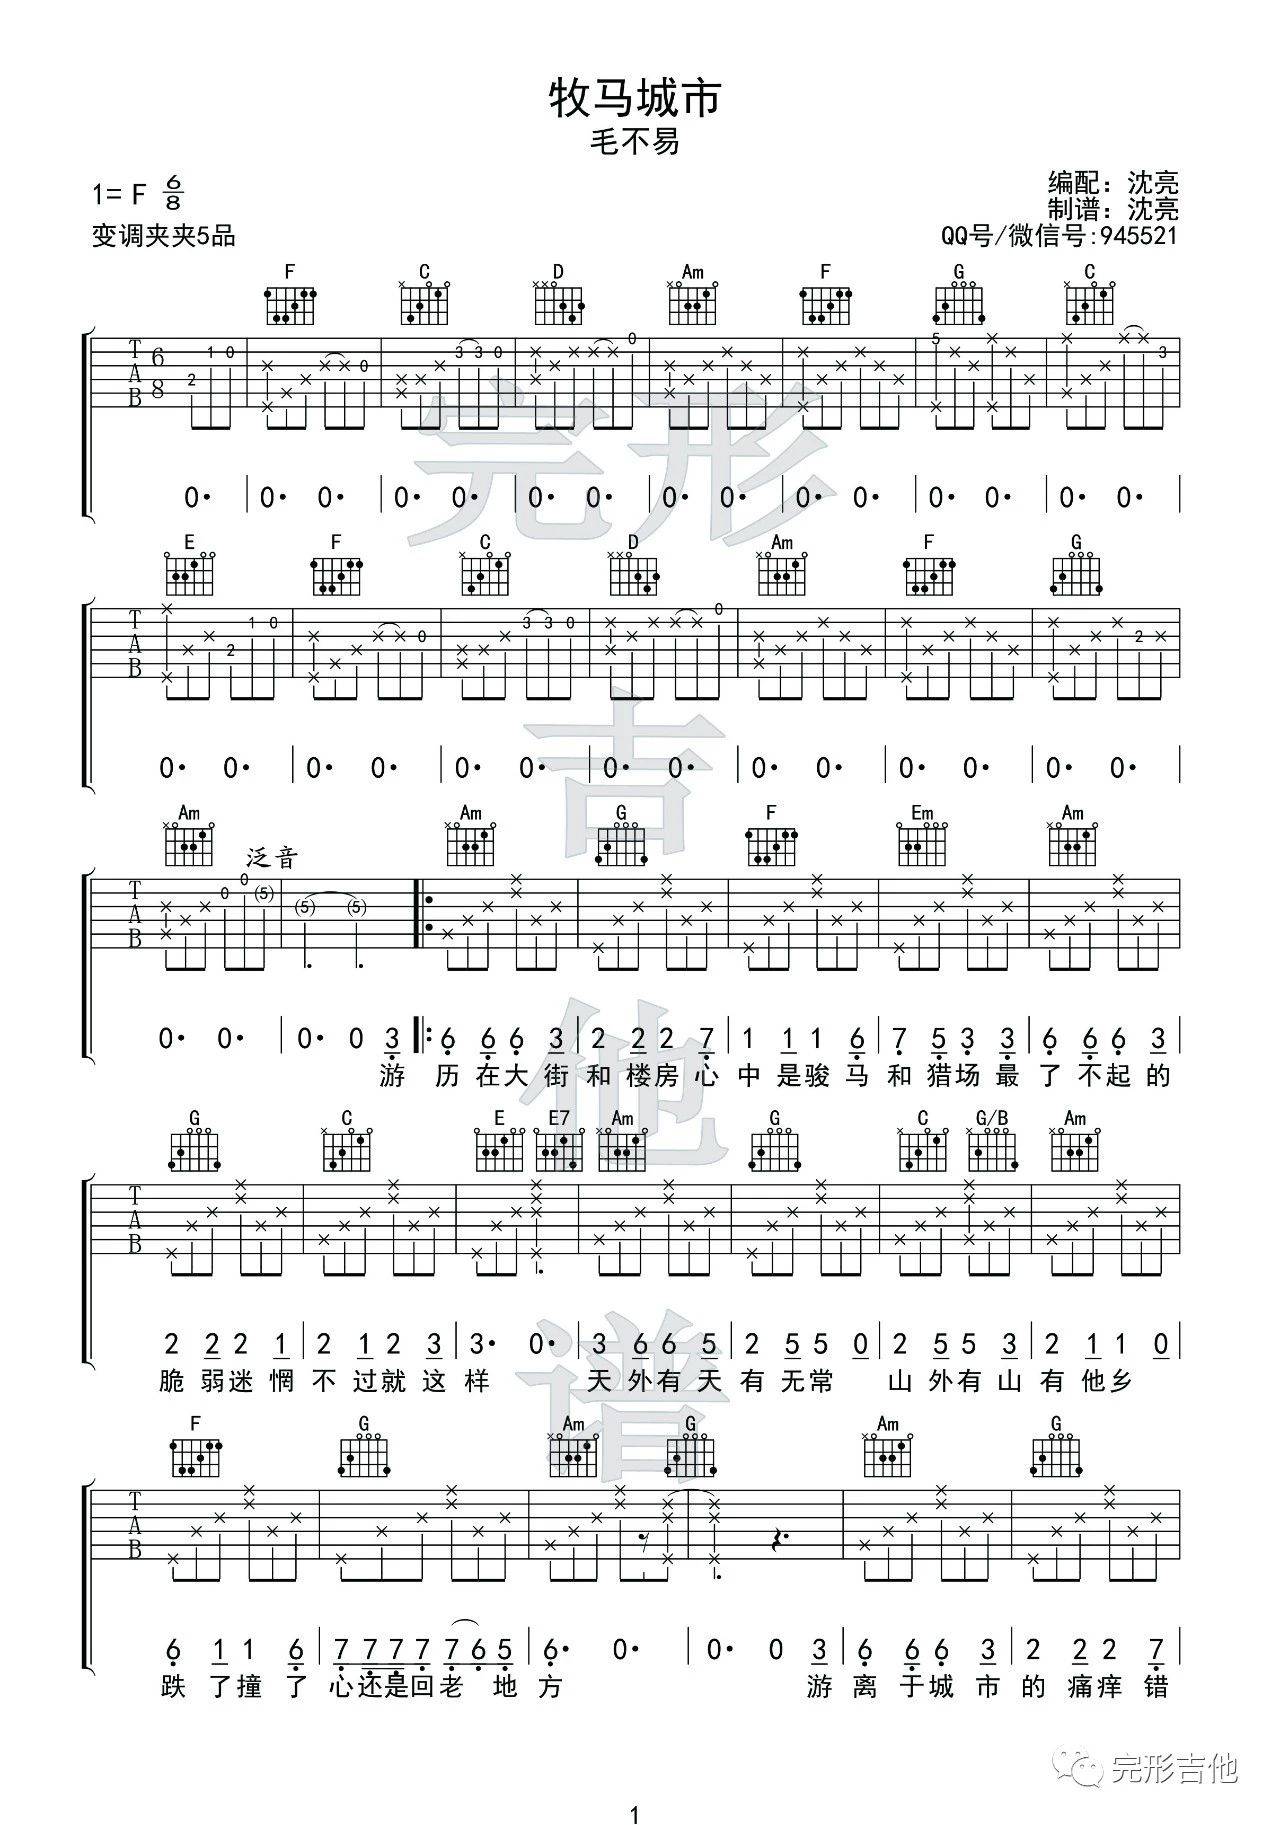 牧马城市
毛不易
1= F 6/8
编配：沈亮
制谱：沈亮
变调夹夹5品
QQ号/微信号:945521
F C D Am F G C
T A B 6 8 2 1 0 0 3 3 0 0 5 3
0· 0· 0· 0· 0· 0· 0· 0· 0· 0· 0· 0· 0· 0· 0·
E F C D Am F G
T A B 2 1 0 0 3 3 0 0 2
0· 0· 0· 0· 0· 0· 0· 0· 0· 0· 0· 0· 0· 0·
Am Am G F Em Am
泛音
T A B 0 0 (5) (5) (5)
0· 0· 0· 0 3 6 6 6 3 2 2 2 7 1 1 1 6 7 5 3 3 6 6 6 3
游 历 在 大 街 和 楼 房 心 中 是 骏 马 和 猎 场 最 了 不 起 的
G C E E7 Am G C G/B Am
T A B
2 2 2 1 2 1 2 3 3· 0· 3 6 6 5 2 5 5 0 2 5 5 3 2 1 1 0
脆 弱 迷 惘 不 过 就 这 样 天 外 有 天 有 无 常 山 外 有 山 有 他 乡
F G Am G Am G
T A B
6 1 1 6 7 7 7 7 7 6 5 6· 0· 0· 0 3 6 6 6 3 2 2 2 7
跌 了 撞 了 心 还 是 回 老 地 方 游 离 于 城 市 的 痛 痒 错
完形吉他谱
完形吉他
1